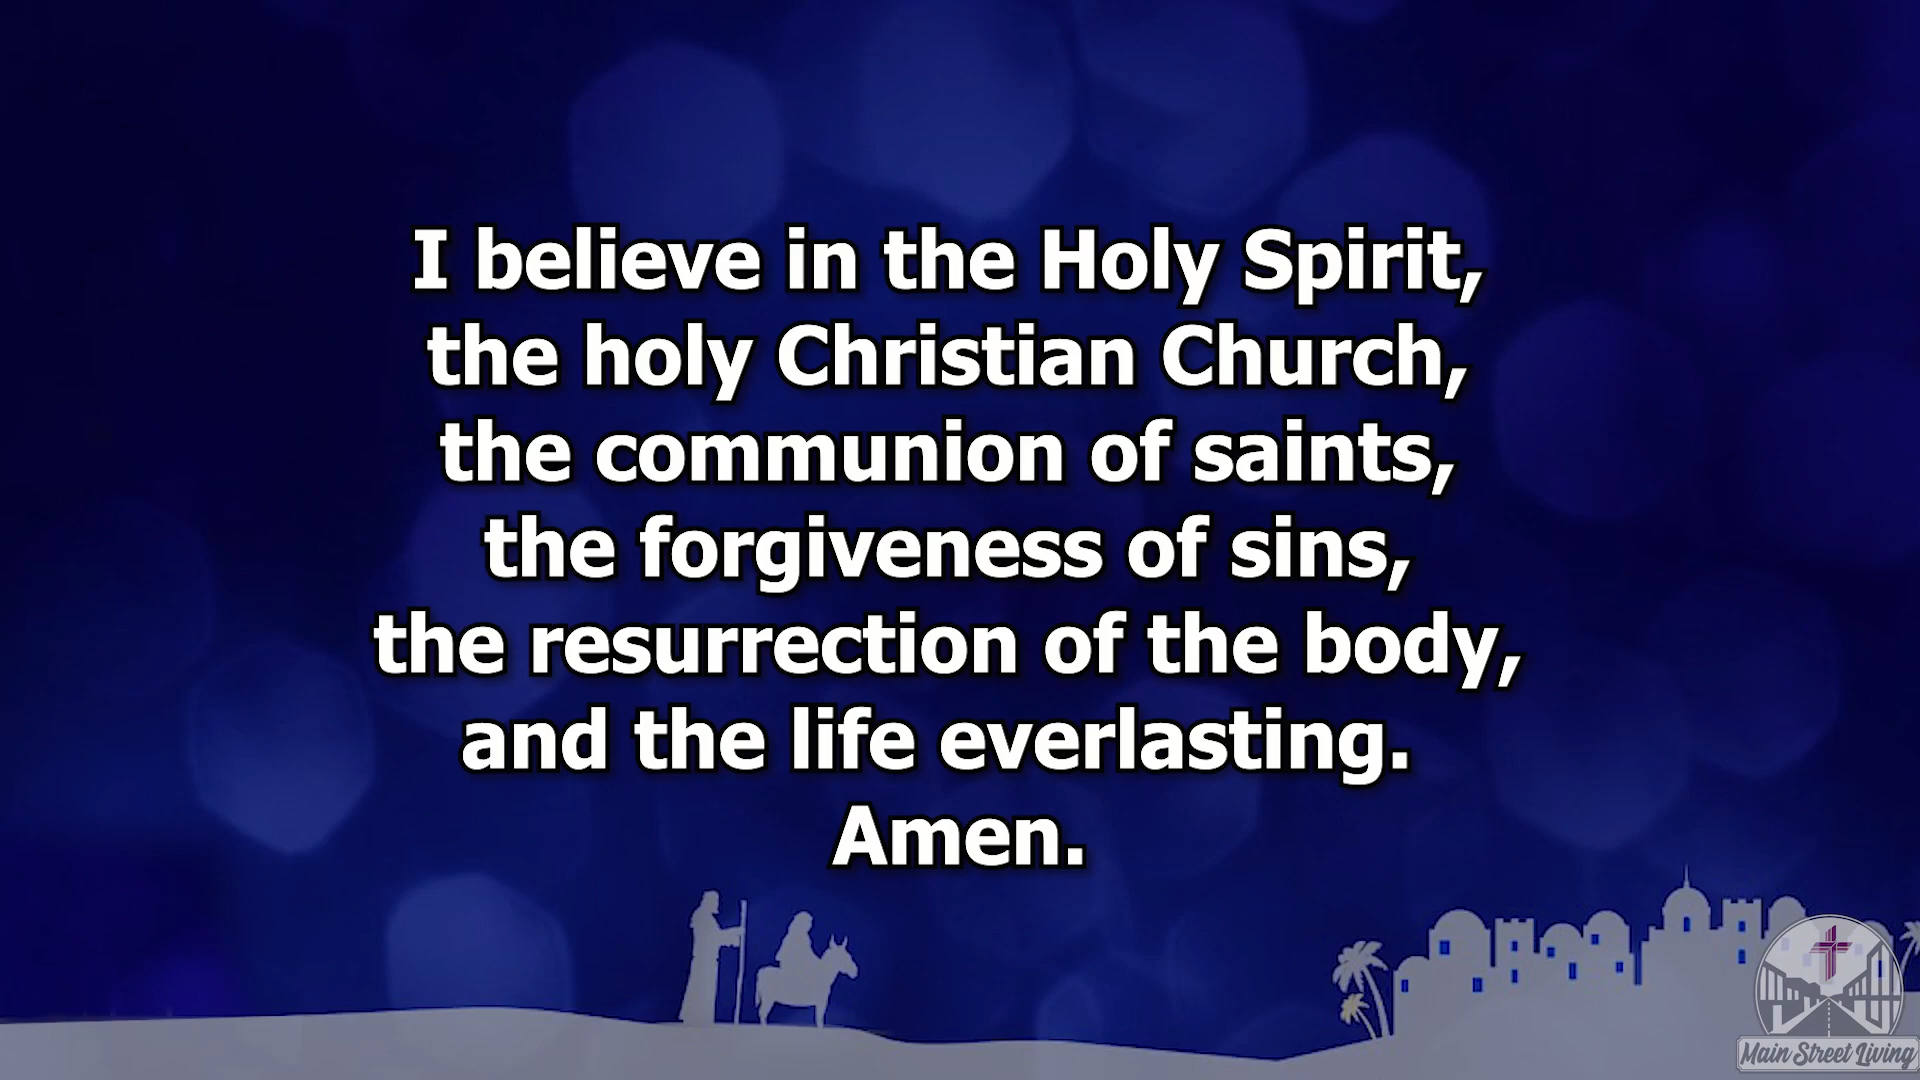 I believe in the Holy Spirit,
the holy Christian Church,
the communion of saints,
the forgiveness of sins,
the resurrection of the body,
and the life everlasting.
Amen.
Main Street Living